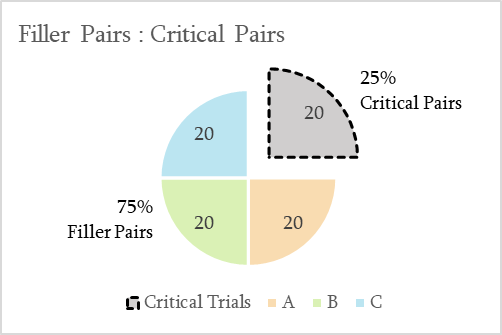 Filler Pairs : Critical Pairs
25%
Critical Pairs
20
20
75%
Filler Pairs
20
20
Critical Trials A B C